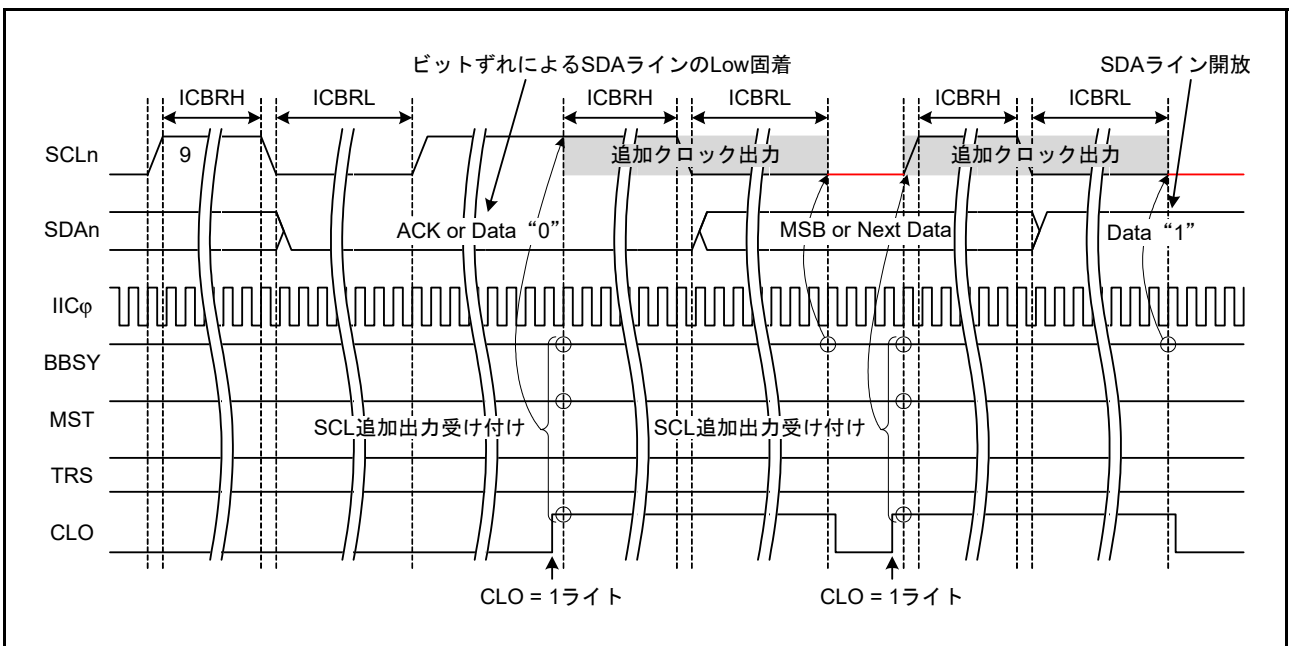 ビットずれによるSDAラインのLow固着
SDAライン開放
ICBRH
ICBRL
ICBRH
ICBRL
ICBRH
ICBRL
SCLn
9
追加クロック出力
追加クロック出力
SDAn
ACK or Data “0”
MSB or Next Data
Data “1”
IICφ
BBSY
MST
SCL追加出力受け付け
SCL追加出力受け付け
TRS
CLO
CLO = 1ライト
CLO = 1ライト